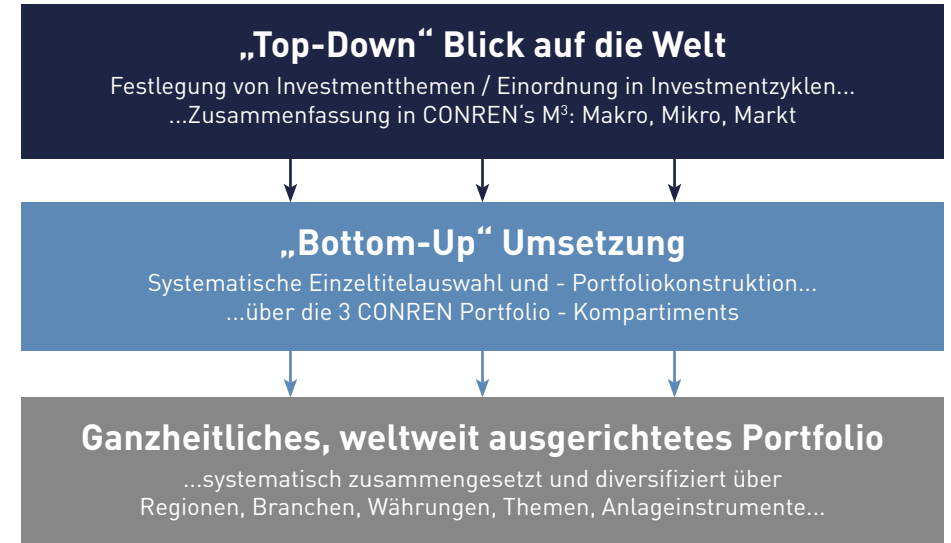 „Top-Down“ Blick auf die Welt
Festlegung von Investmentthemen / Einordnung in Investmentzyklen...
...Zusammenfassung in CONREN‘s M³: Makro, Mikro, Markt
„Bottom-Up“ Umsetzung
Systematische Einzeltitelauswahl und - Portfoliokonstruktion...
...über die 3 CONREN Portfolio - Kompartiments
Ganzheitliches, weltweit ausgerichtetes Portfolio
...systematisch zusammengesetzt und diversifiziert über
Regionen, Branchen, Währungen, Themen, Anlageinstrumente...